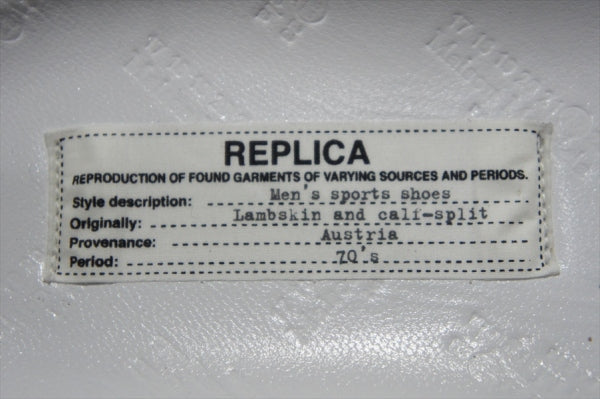 REPLICA
REPRODUCTION OF FOUND GARMENTS OF VARYING SOURCES AND PERIODS.
Style description: Men's sports shoes
Originally: Lambskin and calf-split
Provenance: Austria
Period: 70's